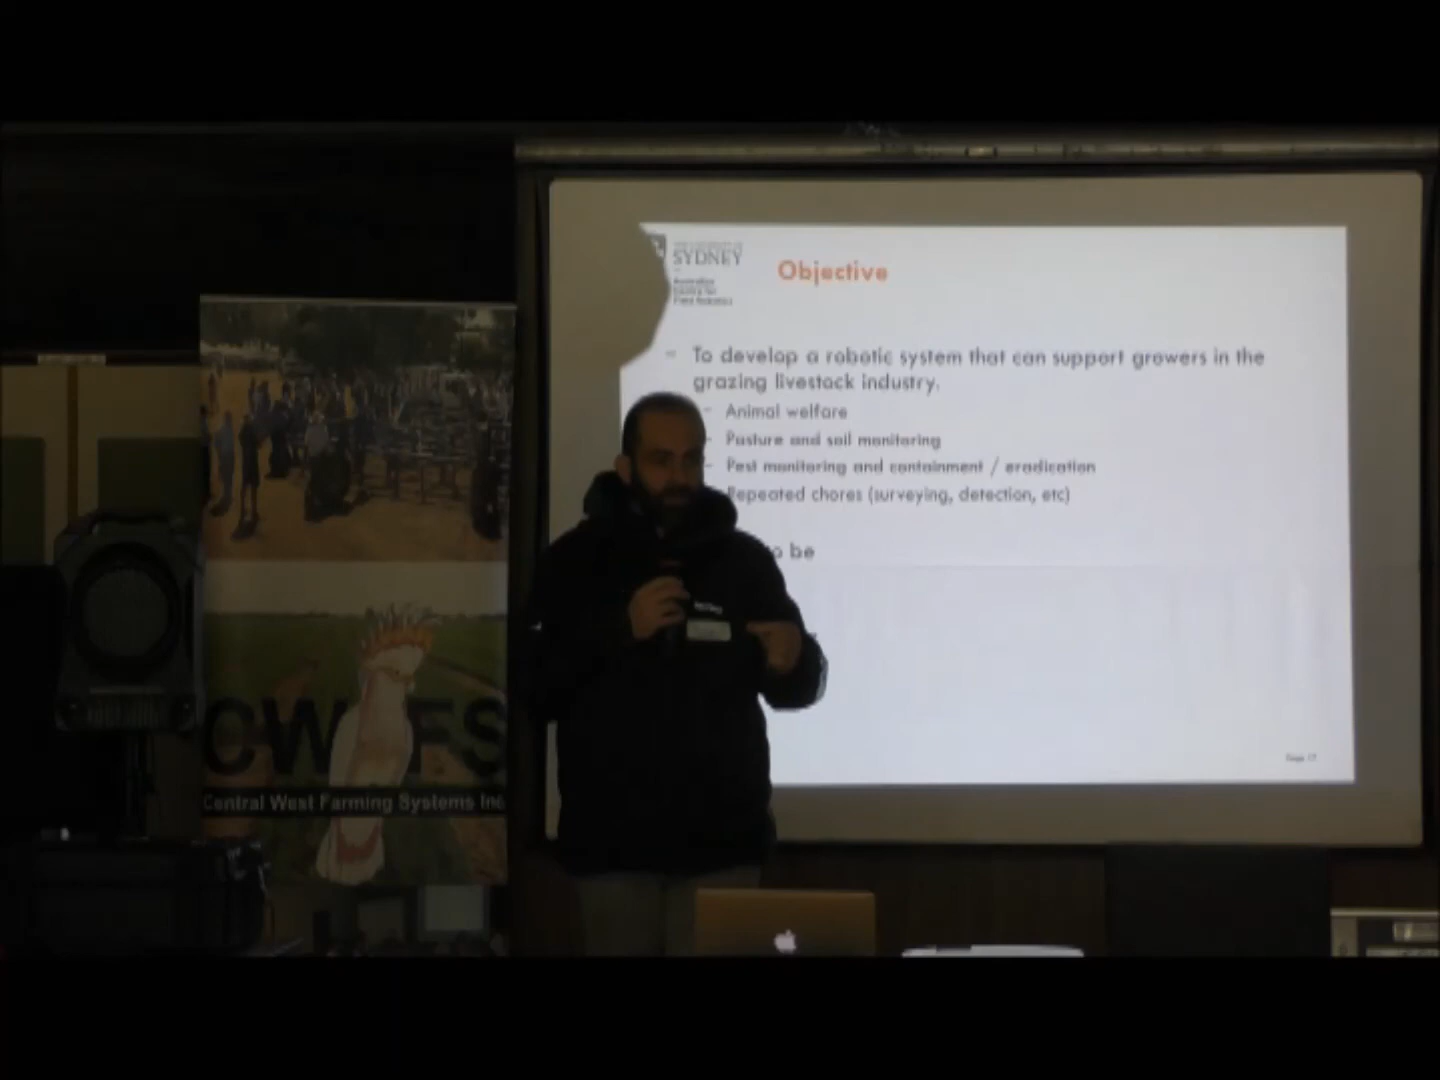 SYDNEY
Objective
– To develop a robotic system that can support growers in the
grazing livestock industry.
– Animal welfare
– Pasture and soil monitoring
– Pest monitoring and containment / eradication
Repeated chores (surveying, detection, etc)
to be
CW FS
Central West Farming Systems Inc